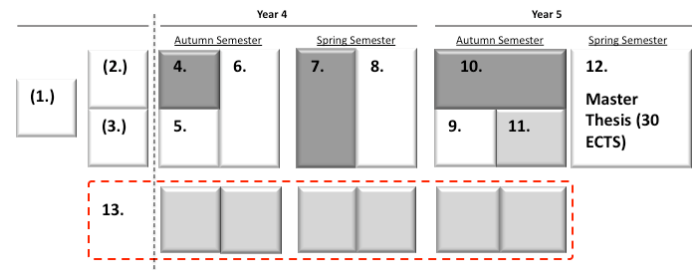 Year 4
Year 5
Autumn Semester
Spring Semester
Autumn Semester
Spring Semester
(1.)
(2.)
(3.)
4.
6.
5.
7.
8.
10.
9.
11.
12.
Master
Thesis (30
ECTS)
13.